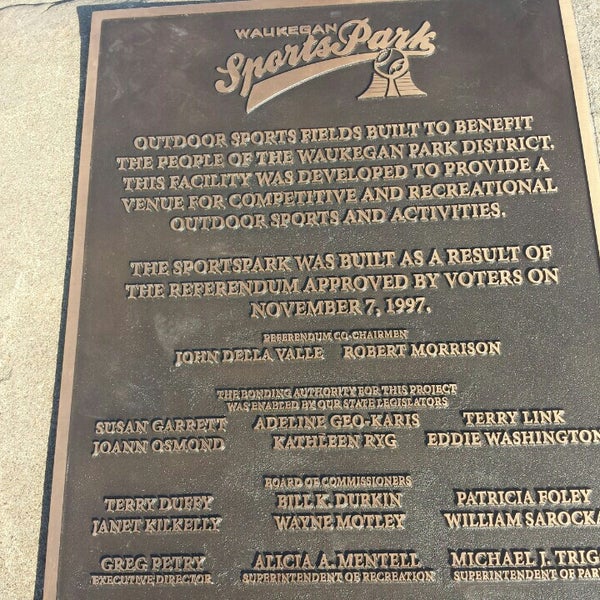 WAUKEGAN
SportsPark
OUTDOOR SPORTS FIELDS BUILT TO BENEFIT
THE PEOPLE OF THE WAUKEGAN PARK DISTRICT.
THIS FACILITY WAS DEVELOPED TO PROVIDE A
VENUE FOR COMPETITIVE AND RECREATIONAL
OUTDOOR SPORTS AND ACTIVITIES.
THE SPORTSPARK WAS BUILT AS A RESULT OF
THE REFERENDUM APPROVED BY VOTERS ON
NOVEMBER 7, 1997.
REFERENDUM CO-CHAIRMEN
JOHN DELLA VALLE ROBERT MORRISON
THE BONDING AUTHORITY FOR THIS PROJECT
WAS ENABLED BY OUR STATE LEGISLATORS
SUSAN GARRETT ADELINE GEO-KARIS TERRY LINK
JOANN OSMOND KATHLEEN RYG EDDIE WASHINGTON
BOARD OF COMMISSIONERS
TERRY DUFFY BILL K. DURKIN PATRICIA FOLEY
JANET KILKELLY WAYNE MOTLEY WILLIAM SAROCKA
GREG PETRY ALICIA A. MENTELL MICHAEL J. TRIG
EXECUTIVE DIRECTOR SUPERINTENDENT OF RECREATION SUPERINTENDENT OF PAR